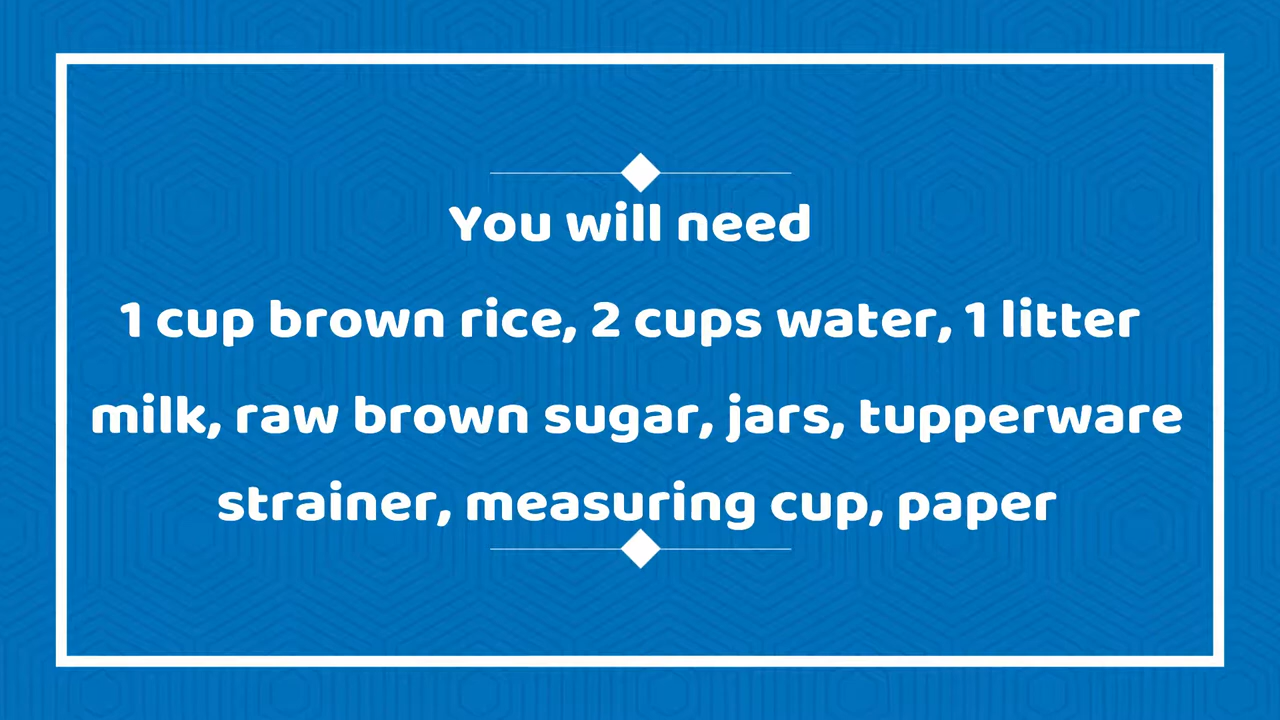 You will need
1 cup brown rice, 2 cups water, 1 litter
milk, raw brown sugar, jars, tupperware
strainer, measuring cup, paper